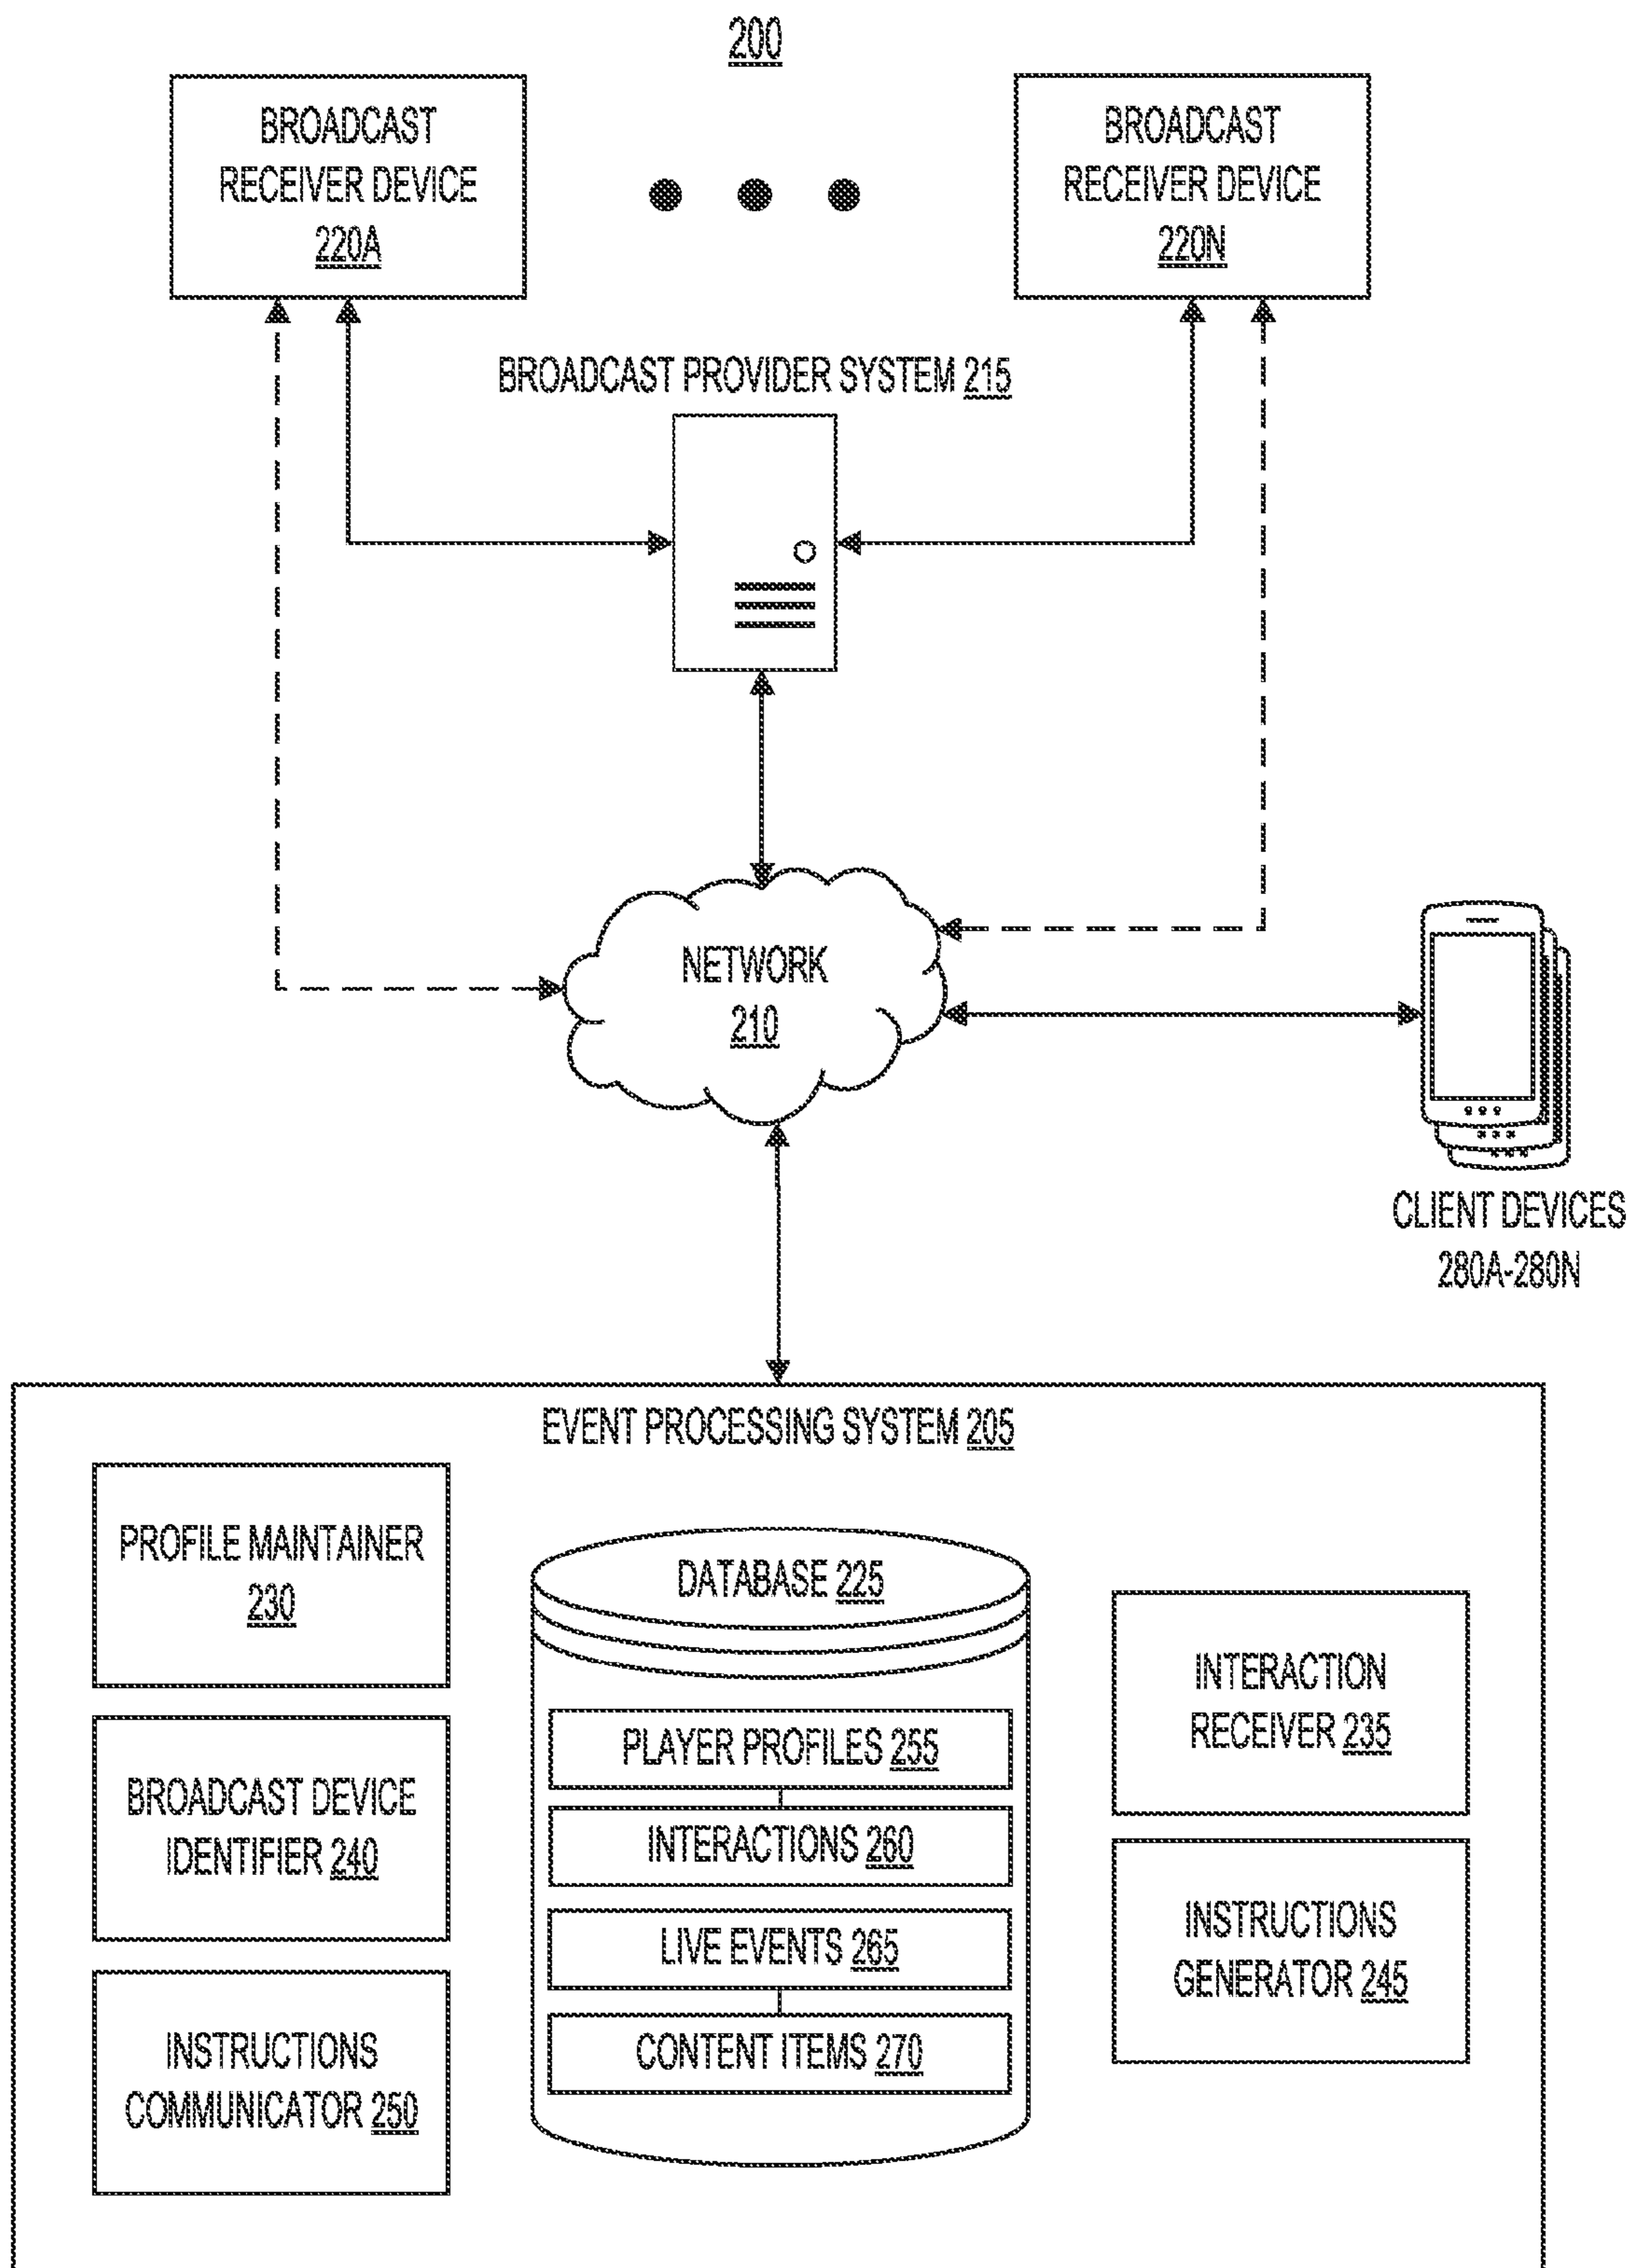 200
BROADCAST
RECEIVER DEVICE
220A
BROADCAST
RECEIVER DEVICE
220N
BROADCAST PROVIDER SYSTEM 215
NETWORK
210
CLIENT DEVICES
280A-280N
EVENT PROCESSING SYSTEM 205
PROFILE MAINTAINER
230
BROADCAST DEVICE
IDENTIFIER 240
INSTRUCTIONS
COMMUNICATOR 250
DATABASE 225
PLAYER PROFILES 255
INTERACTIONS 260
LIVE EVENTS 265
CONTENT ITEMS 270
INTERACTION
RECEIVER 235
INSTRUCTIONS
GENERATOR 245